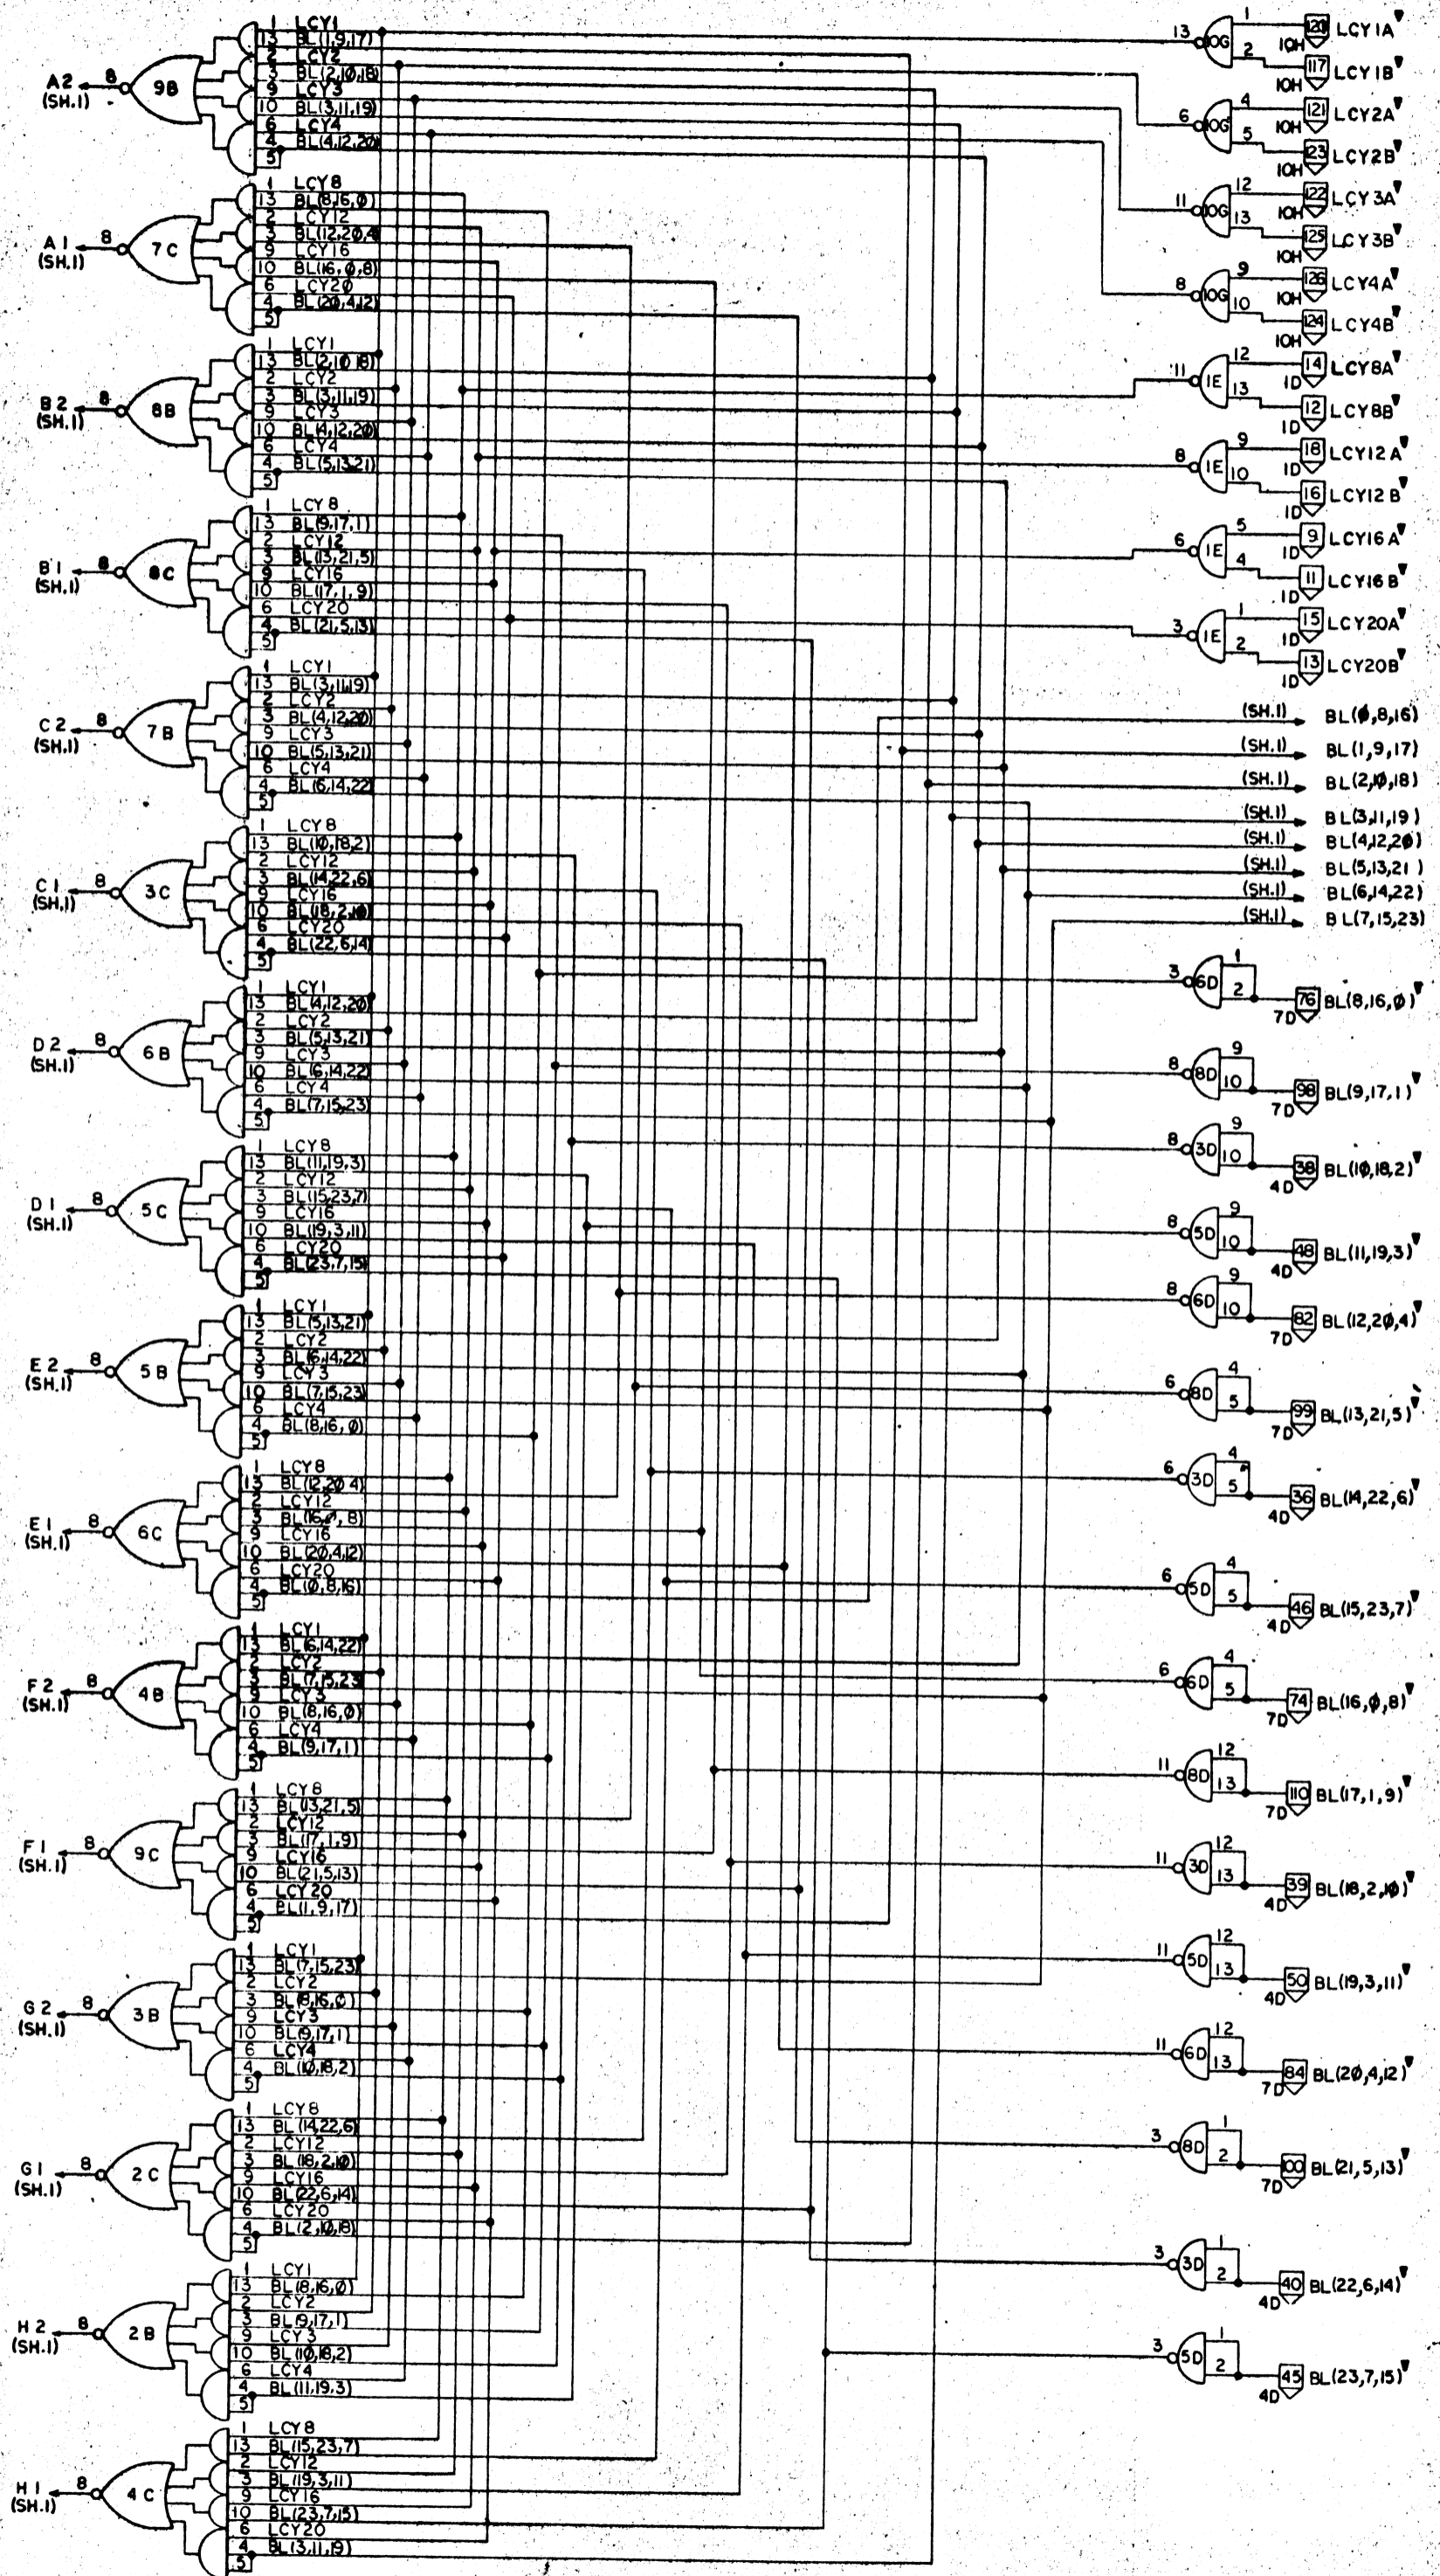 A2
(SH.1)
8
9B
1 LCY1
13 BL(1,9,17)
2 LCY2
3 BL(2,10,18)
9 LCY3
10 BL(3,11,19)
6 LCY4
4 BL(4,12,20)
5
A1
(SH.1)
8
7C
1 LCY8
13 BL(8,16,0)
2 LCY12
3 BL(12,20,4)
9 LCY16
10 BL(16,0,8)
6 LCY20
4 BL(20,4,12)
5
B2
(SH.1)
8
8B
1 LCY1
13 BL(2,10,18)
2 LCY2
3 BL(3,11,19)
9 LCY3
10 BL(4,12,20)
6 LCY4
4 BL(5,13,21)
5
B1
(SH.1)
8
8C
1 LCY8
13 BL(9,17,1)
2 LCY12
3 BL(13,21,5)
9 LCY16
10 BL(17,1,9)
6 LCY20
4 BL(21,5,13)
5
C2
(SH.1)
8
7B
1 LCY1
13 BL(3,11,19)
2 LCY2
3 BL(4,12,20)
9 LCY3
10 BL(5,13,21)
6 LCY4
4 BL(6,14,22)
5
C1
(SH.1)
8
3C
1 LCY8
13 BL(10,18,2)
2 LCY12
3 BL(14,22,6)
9 LCY16
10 BL(18,2,10)
6 LCY20
4 BL(22,6,14)
5
D2
(SH.1)
8
6B
1 LCY1
13 BL(4,12,20)
2 LCY2
3 BL(5,13,21)
9 LCY3
10 BL(6,14,22)
6 LCY4
4 BL(7,15,23)
5
D1
(SH.1)
8
5C
1 LCY8
13 BL(11,19,3)
2 LCY12
3 BL(15,23,7)
9 LCY16
10 BL(19,3,11)
6 LCY20
4 BL(23,7,15)
5
E2
(SH.1)
8
5B
1 LCY1
13 BL(5,13,21)
2 LCY2
3 BL(6,14,22)
9 LCY3
10 BL(7,15,23)
6 LCY4
4 BL(8,16,0)
5
E1
(SH.1)
8
6C
1 LCY8
13 BL(12,20 4)
2 LCY12
3 BL(16,0,8)
9 LCY16
10 BL(20,4,12)
6 LCY20
4 BL(0,8,16)
5
F2
(SH.1)
8
4B
1 LCY1
13 BL(6,14,22)
2 LCY2
3 BL(7,15,23)
9 LCY3
10 BL(8,16,0)
6 LCY4
4 BL(9,17,1)
5
F1
(SH.1)
8
9C
1 LCY8
13 BL(13,21,5)
2 LCY12
3 BL(17,1,9)
9 LCY16
10 BL(21,5,13)
6 LCY20
4 BL(1,9,17)
5
G2
(SH.1)
8
3B
1 LCY1
13 BL(7,15,23)
2 LCY2
3 BL(8,16,0)
9 LCY3
10 BL(9,17,1)
6 LCY4
4 BL(10,18,2)
5
G1
(SH.1)
8
2C
1 LCY8
13 BL(14,22,6)
2 LCY12
3 BL(18,2,10)
9 LCY16
10 BL(22,6,14)
6 LCY20
4 BL(2,10,18)
5
H2
(SH.1)
8
2B
1 LCY1
13 BL(8,16,0)
2 LCY2
3 BL(9,17,1)
9 LCY3
10 BL(10,18,2)
6 LCY4
4 BL(11,19,3)
5
H1
(SH.1)
8
4C
1 LCY8
13 BL(15,23,7)
2 LCY12
3 BL(19,3,11)
9 LCY16
10 BL(23,7,15)
6 LCY20
4 BL(3,11,19)
5
13 10G 1 120 LCY1A
10H
2 117 LCY1B
10H
6 10G 4 121 LCY2A
10H
5 123 LCY2B
10H
11 10G 12 122 LCY3A
10H
13 125 LCY3B
10H
8 10G 9 126 LCY4A
10H
10 124 LCY4B
10H
11 1E 12 14 LCY8A
1D
13 12 LCY8B
1D
8 1E 9 18 LCY12A
1D
10 16 LCY12B
1D
6 1E 5 9 LCY16A
1D
4 11 LCY16B
1D
3 1E 1 15 LCY20A
1D
2 13 LCY20B
1D
(SH.1) BL(0,8,16)
(SH.1) BL(1,9,17)
(SH.1) BL(2,10,18)
(SH.1) BL(3,11,19)
(SH.1) BL(4,12,20)
(SH.1) BL(5,13,21)
(SH.1) BL(6,14,22)
(SH.1) BL(7,15,23)
3 6D 1
2 76 BL(8,16,0)
7D
8 8D 9
10 98 BL(9,17,1)
7D
8 3D 9
10 38 BL(10,18,2)
4D
8 5D 9
10 48 BL(11,19,3)
4D
8 6D 9
10 82 BL(12,20,4)
7D
6 8D 4
5 99 BL(13,21,5)
7D
6 3D 4
5 36 BL(14,22,6)
4D
6 5D 4
5 46 BL(15,23,7)
4D
6 6D 4
5 74 BL(16,0,8)
7D
11 8D 12
13 110 BL(17,1,9)
7D
11 3D 12
13 39 BL(18,2,10)
4D
11 5D 12
13 50 BL(19,3,11)
4D
11 6D 12
13 84 BL(20,4,12)
7D
3 8D 1
2 100 BL(21,5,13)
7D
3 3D 1
2 40 BL(22,6,14)
4D
3 5D 1
2 45 BL(23,7,15)
4D